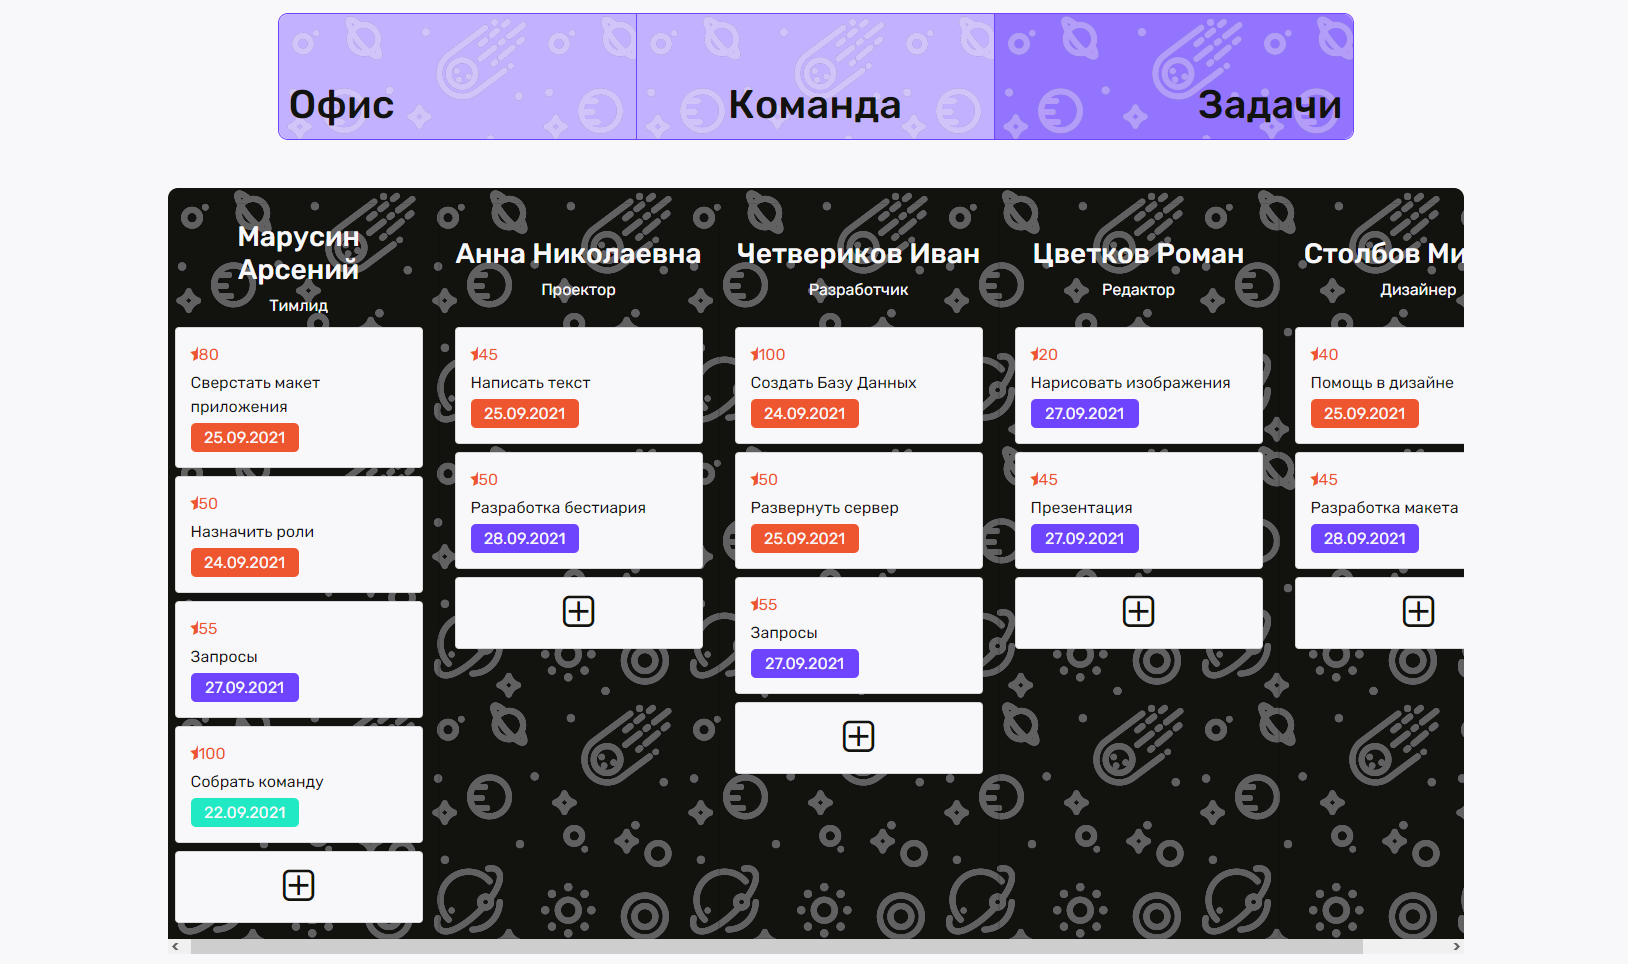 Офис
Команда
Задачи
Марусин
Арсений
Тимлид
80
Сверстать макет
приложения
25.09.2021
50
Назначить роли
24.09.2021
55
Запросы
27.09.2021
100
Собрать команду
22.09.2021
Анна Николаевна
Проектор
45
Написать текст
25.09.2021
50
Разработка бестиария
28.09.2021
Четвериков Иван
Разработчик
100
Создать Базу Данных
24.09.2021
50
Развернуть сервер
25.09.2021
55
Запросы
27.09.2021
Цветков Роман
Редактор
20
Нарисовать изображения
27.09.2021
45
Презентация
27.09.2021
Столбов Ми
Дизайнер
40
Помощь в дизайне
25.09.2021
45
Разработка макета
28.09.2021